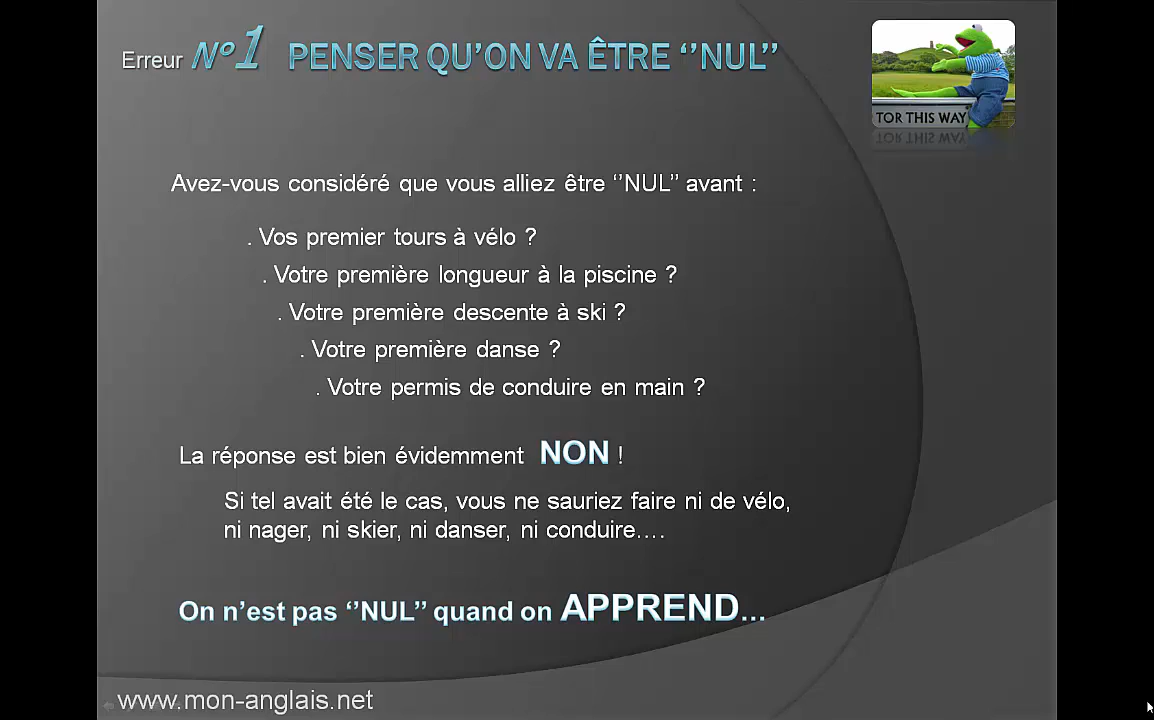 Erreur N°1 PENSER QU’ON VA ÊTRE ‘’NUL’’
TOR THIS WAY
Avez-vous considéré que vous alliez être ‘’NUL’’ avant :
. Vos premier tours à vélo ?
. Votre première longueur à la piscine ?
. Votre première descente à ski ?
. Votre première danse ?
. Votre permis de conduire en main ?
La réponse est bien évidemment NON !
Si tel avait été le cas, vous ne sauriez faire ni de vélo,
ni nager, ni skier, ni danser, ni conduire….
On n’est pas ‘’NUL’’ quand on APPREND...
www.mon-anglais.net